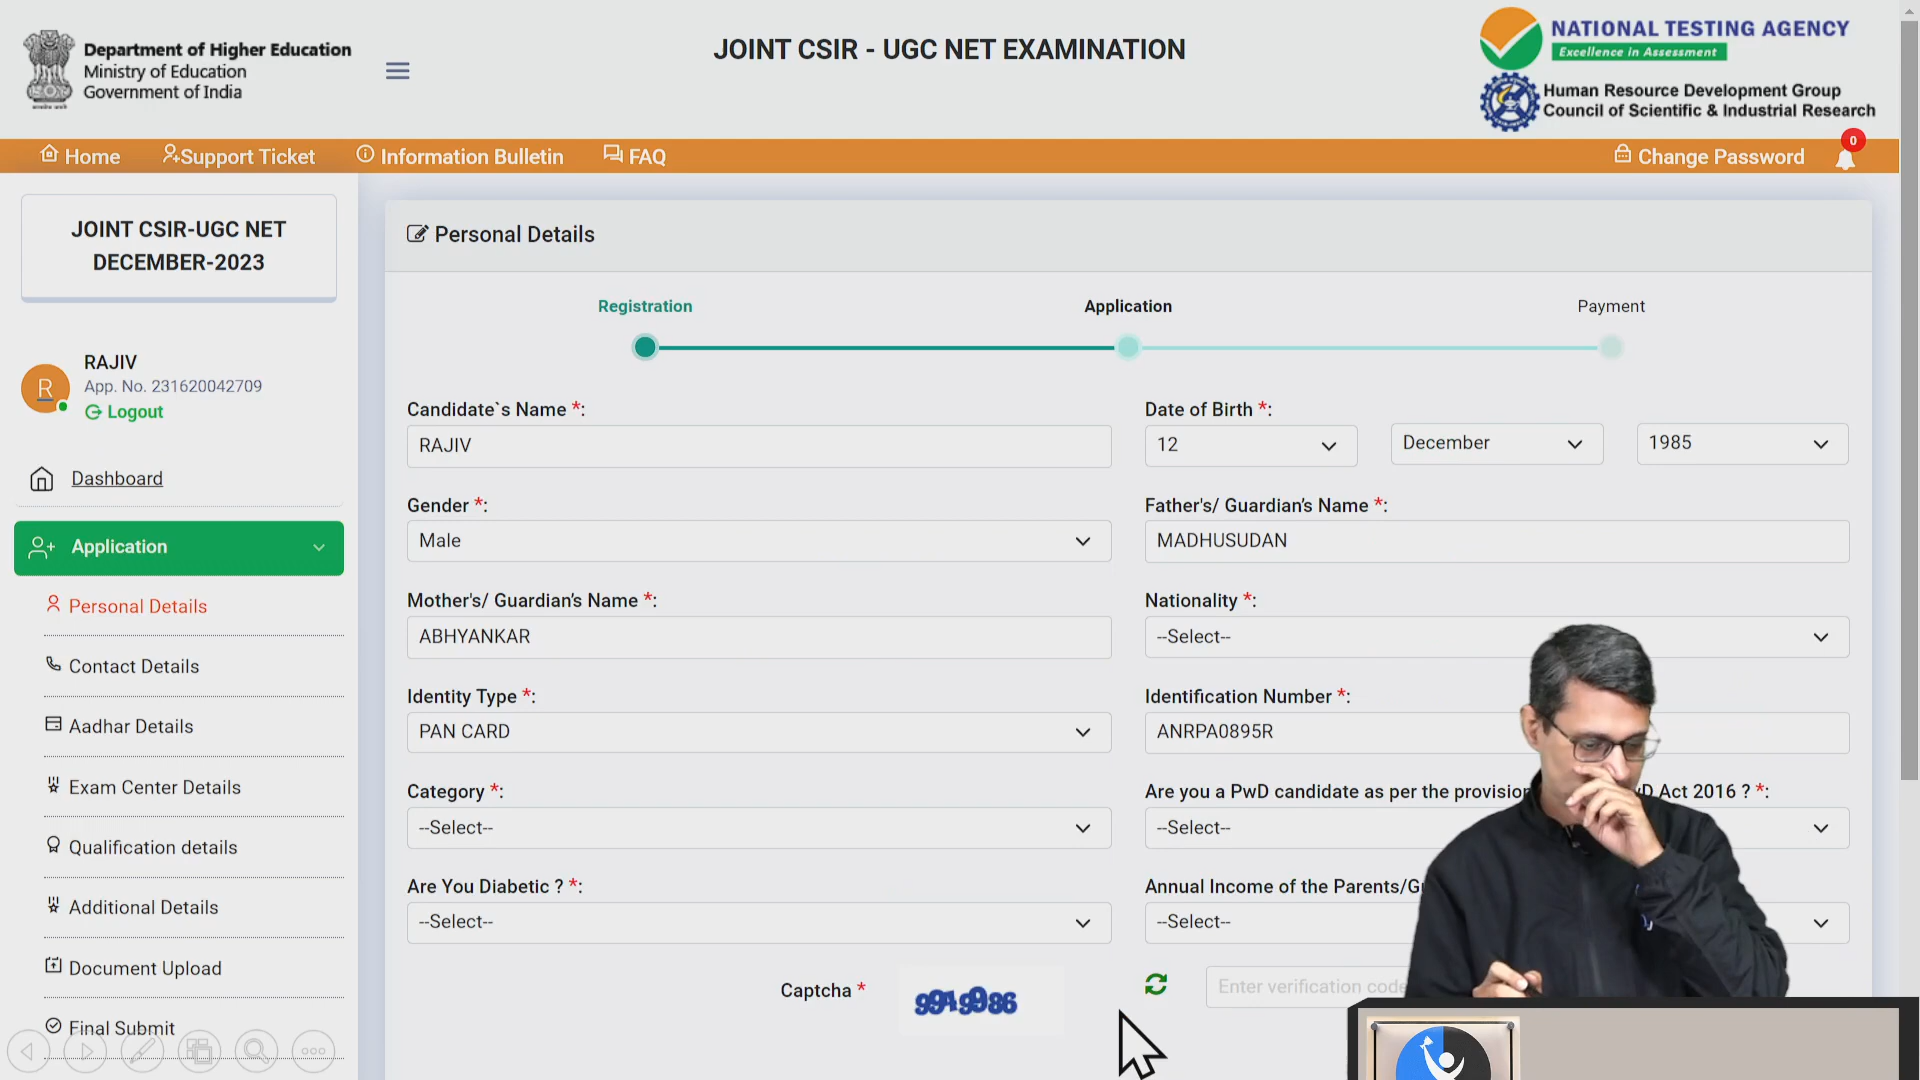 Department of Higher Education
Ministry of Education
Government of India
JOINT CSIR - UGC NET EXAMINATION
NATIONAL TESTING AGENCY
Excellence in Assessment
Human Resource Development Group
Council of Scientific & Industrial Research
Home
Support Ticket
Information Bulletin
FAQ
Change Password
0
JOINT CSIR-UGC NET
DECEMBER-2023
R
RAJIV
App. No. 231620042709
Logout
Dashboard
Application
Personal Details
Contact Details
Aadhar Details
Exam Center Details
Qualification details
Additional Details
Document Upload
Final Submit
Personal Details
Registration
Application
Payment
Candidate`s Name *:
RAJIV
Date of Birth *:
12
December
1985
Gender *:
Male
Father's/ Guardian's Name *:
MADHUSUDAN
Mother's/ Guardian's Name *:
ABHYANKAR
Nationality *:
--Select--
Identity Type *:
PAN CARD
Identification Number *:
ANRPA0895R
Category *:
--Select--
Are you a PwD candidate as per the provision Act 2016 ? *:
--Select--
Are You Diabetic ? *:
--Select--
Annual Income of the Parents/
--Select--
Captcha *
Enter verification code